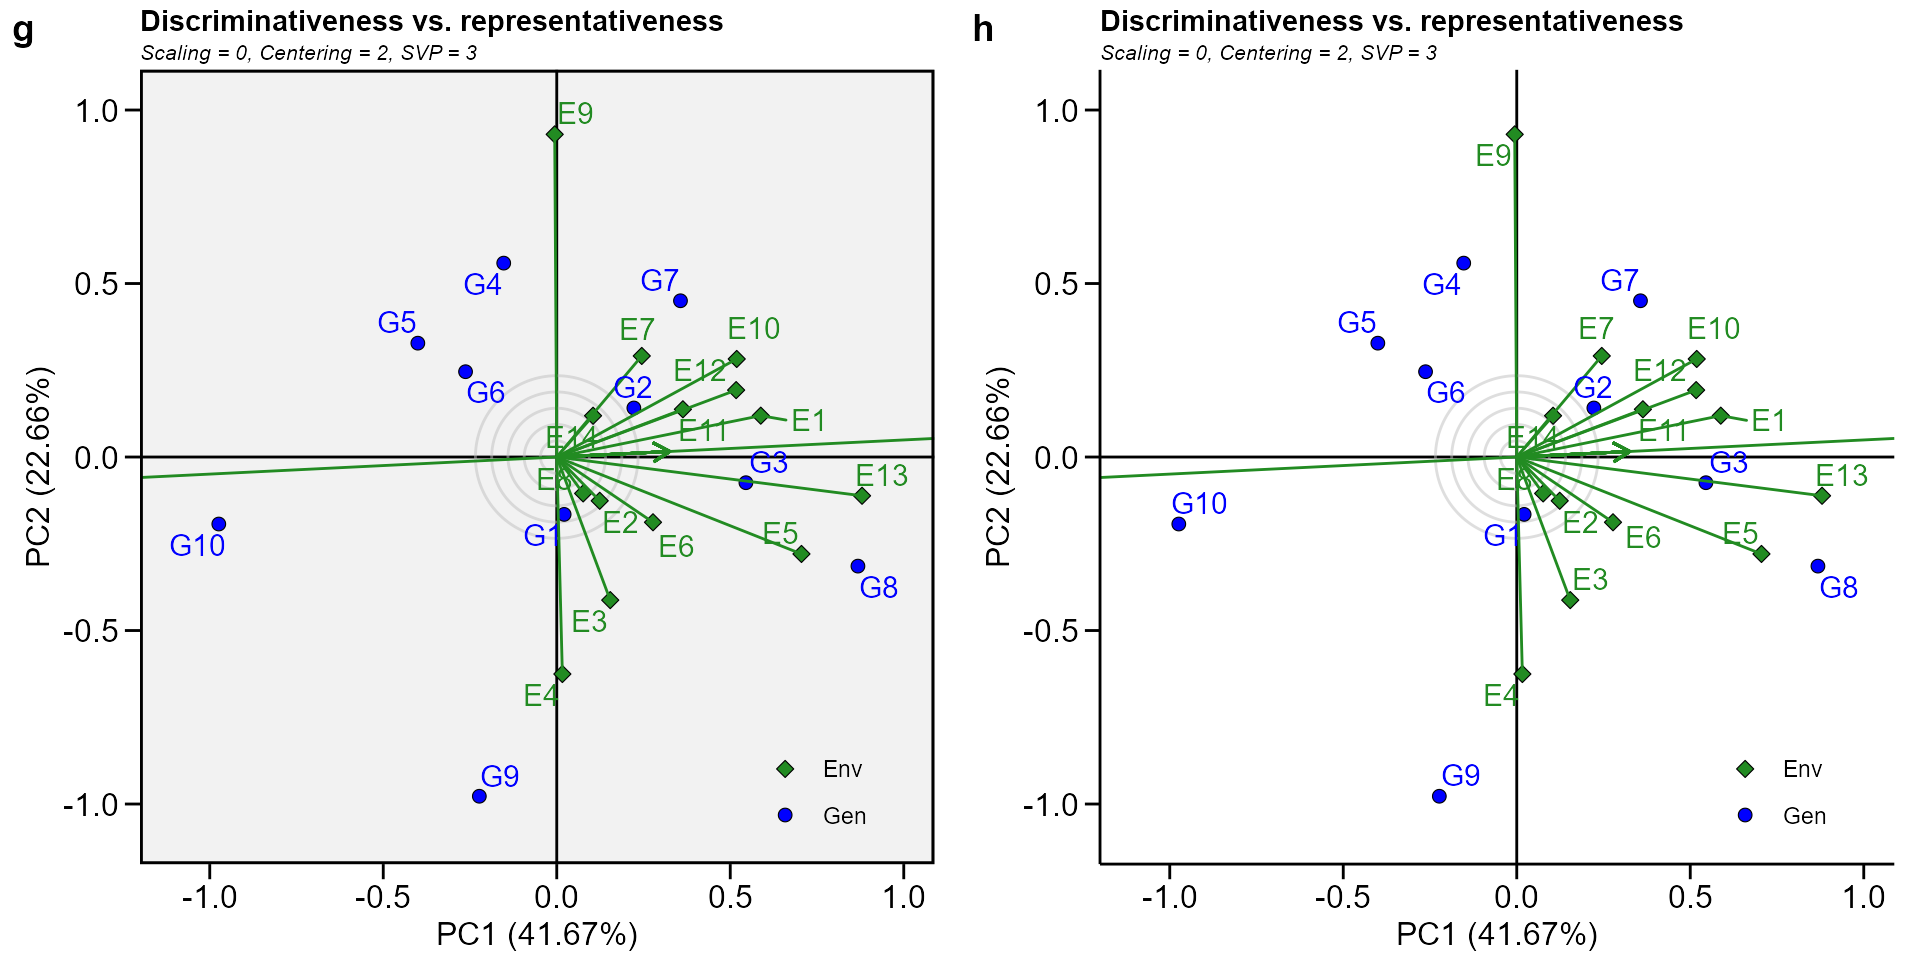 g
Discriminativeness vs. representativeness
Scaling = 0, Centering = 2, SVP = 3
PC2 (22.66%)
1.0
0.5
0.0
-0.5
-1.0
E9
G4
G7
G5
E7
E10
G6
E12
G2
E14
E11
E1
G3
E13
G10
G1
E2
E6
E5
G8
E3
E4
G9
Env
Gen
-1.0
-0.5
0.0
0.5
1.0
PC1 (41.67%)
h
Discriminativeness vs. representativeness
Scaling = 0, Centering = 2, SVP = 3
PC2 (22.66%)
1.0
0.5
0.0
-0.5
-1.0
E9
G4
G7
G5
E7
E10
G6
E12
G2
E14
E11
E1
G3
E13
G10
G1
E2
E6
E5
G8
E3
E4
G9
Env
Gen
-1.0
-0.5
0.0
0.5
1.0
PC1 (41.67%)